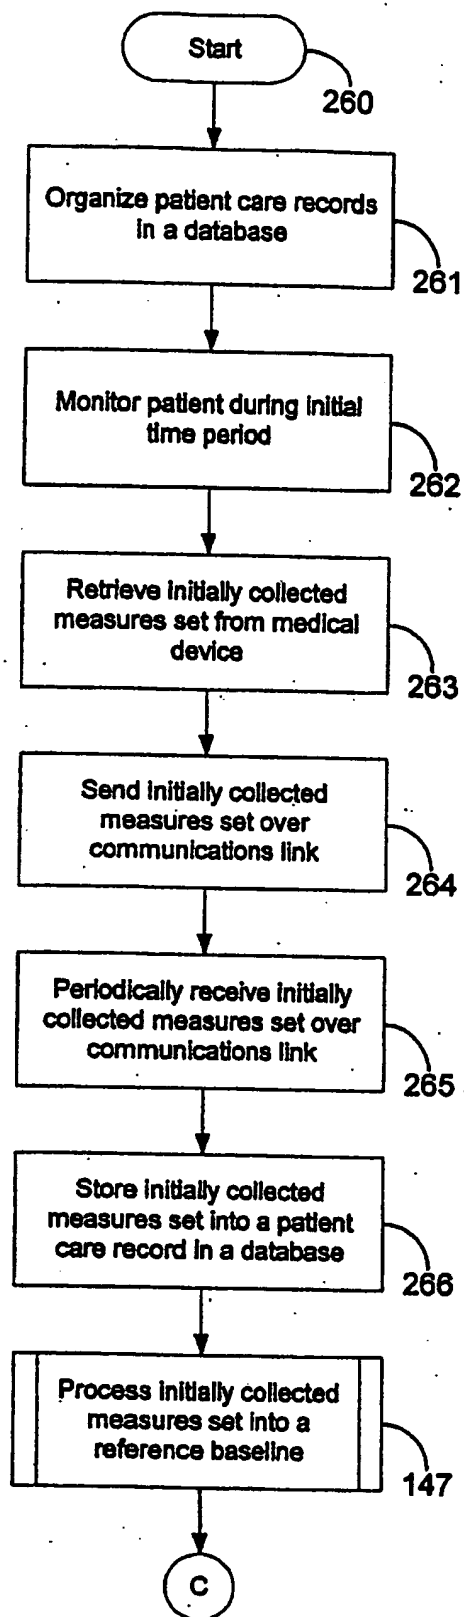 Start
260
Organize patient care records
in a database
261
Monitor patient during initial
time period
262
Retrieve initially collected
measures set from medical
device
263
Send initially collected
measures set over
communications link
264
Periodically receive initially
collected measures set over
communications link
265
Store initially collected
measures set into a patient
care record in a database
266
Process initially collected
measures set into a
reference baseline
147
C